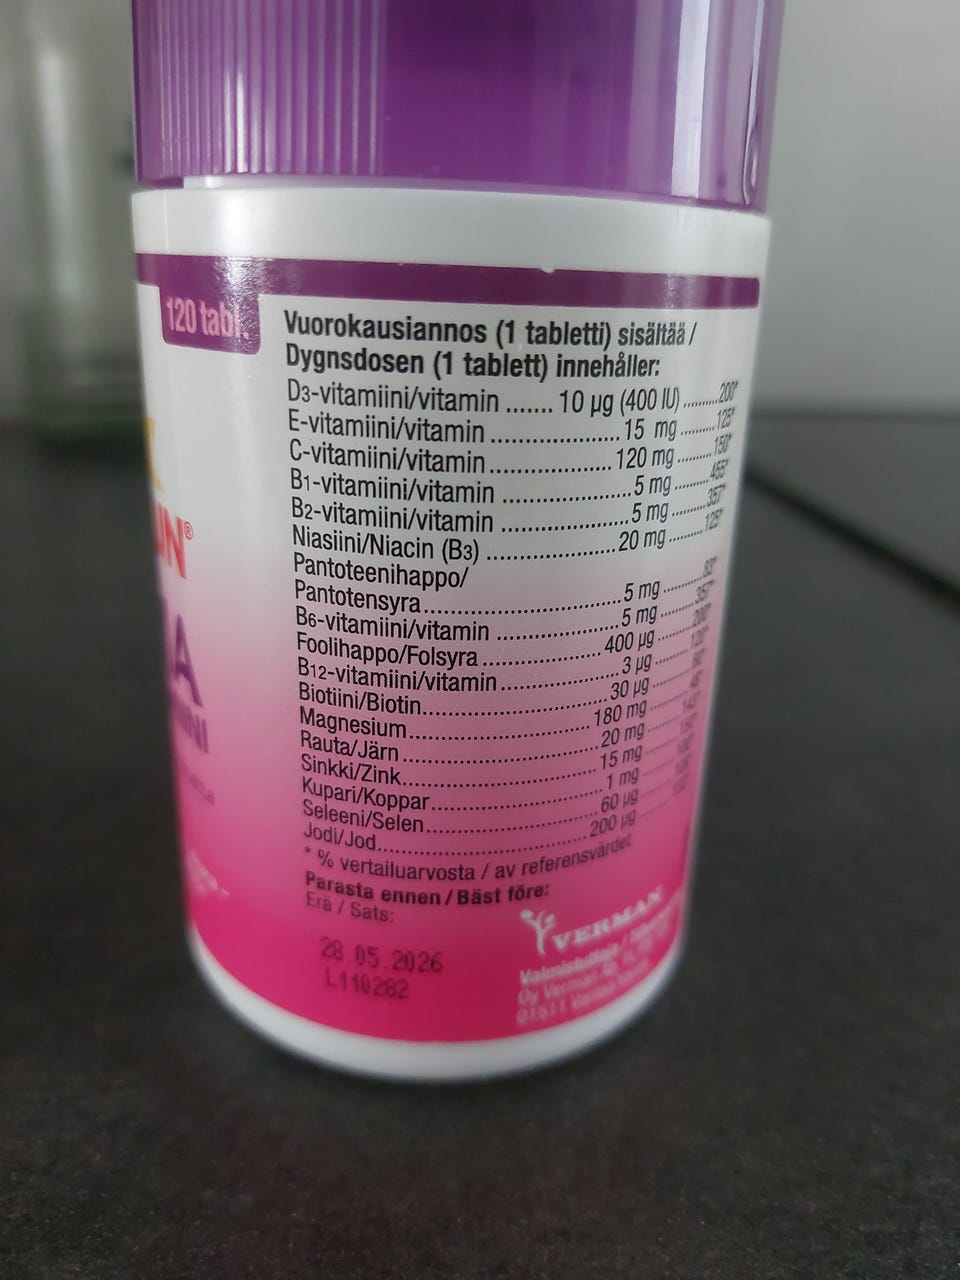 120 tabl.
Vuorokausiannos (1 tabletti) sisältää /
Dygnsdosen (1 tablett) innehåller:
D3-vitamiini/vitamin ....... 10 µg (400 IU) ........ 200*
E-vitamiini/vitamin .................... 15 mg ......... 125*
C-vitamiini/vitamin .................... 120 mg ......... 150*
B1-vitamiini/vitamin .................... 5 mg ......... 455*
B2-vitamiini/vitamin .................... 5 mg ......... 357*
Niasiini/Niacin (B3) .................... 20 mg ......... 125*
Pantoteenihappo/
Pantotensyra .................... 5 mg ......... 83*
B6-vitamiini/vitamin .................... 5 mg ......... 357*
Foolihappo/Folsyra .................... 400 µg ......... 200*
B12-vitamiini/vitamin .................... 3 µg ......... 120*
Biotiini/Biotin .................... 30 µg ......... 60*
Magnesium .................... 180 mg ......... 48*
Rauta/Järn .................... 20 mg ......... 143*
Sinkki/Zink .................... 15 mg ......... 150*
Kupari/Koppar .................... 1 mg ......... 100*
Seleeni/Selen .................... 60 µg
Jodi/Jod .................... 200 µg
* % vertailuarvosta / av referensvärdet
Parasta ennen / Bäst före:
Erä / Sats:
28.05.2026
L110282
VERMAN
Valmistuttaja /
Oy Verman Ab,
01511 Vantaa